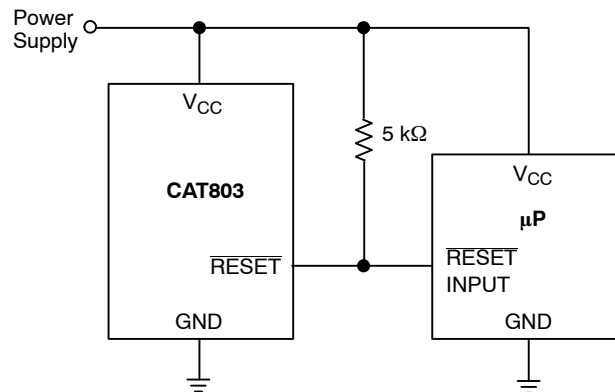 Power
Supply
V_CC
5 kΩ
CAT803
V_CC
μP
RESET
RESET
INPUT
GND
GND